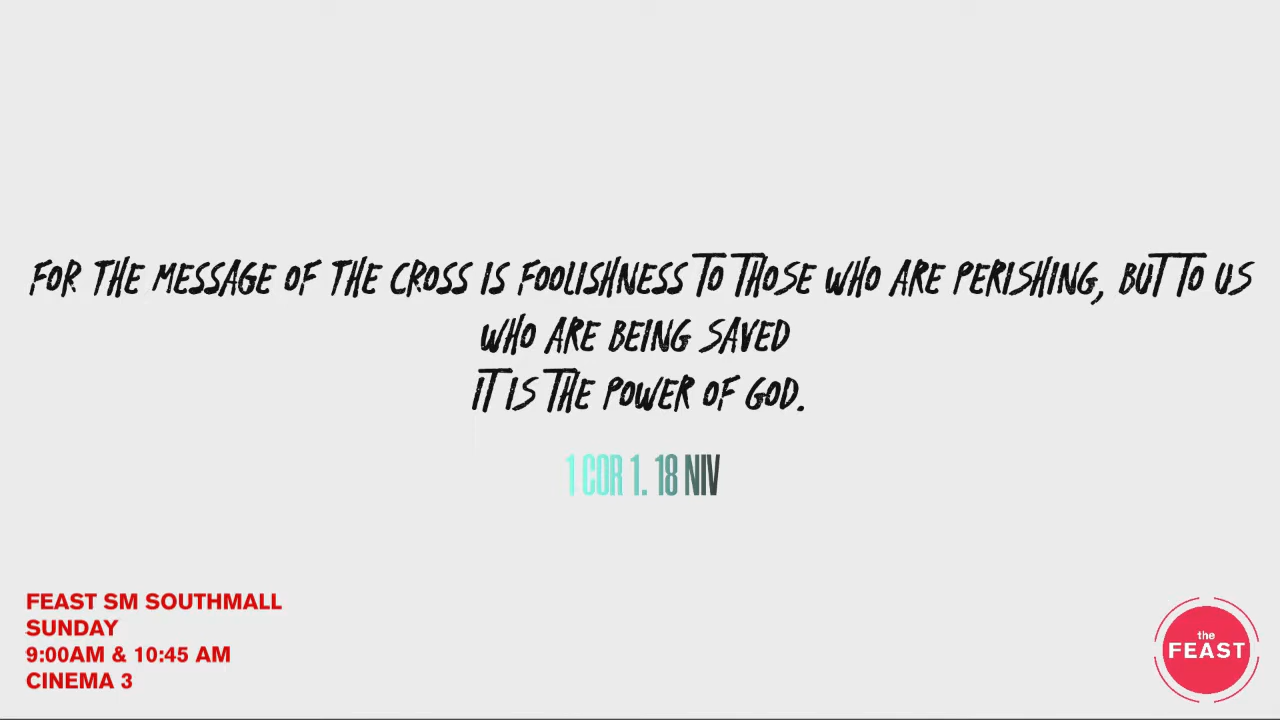 FOR THE MESSAGE OF THE CROSS IS FOOLISHNESS TO THOSE WHO ARE PERISHING, BUT TO US
WHO ARE BEING SAVED
IT IS THE POWER OF GOD.
1 COR 1. 18 NIV
FEAST SM SOUTHMALL
SUNDAY
9:00AM & 10:45 AM
CINEMA 3
the
FEAST